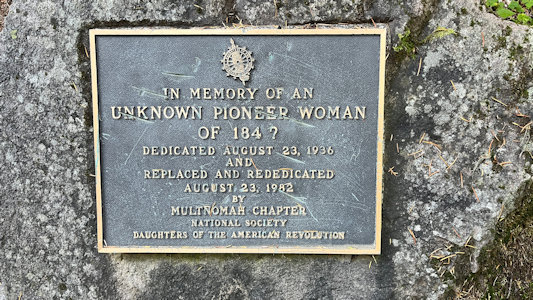 IN MEMORY OF AN
UNKNOWN PIONEER WOMAN
OF 184?
DEDICATED AUGUST 23, 1936
AND
REPLACED AND REDEDICATED
AUGUST 23, 1982
BY
MULTNOMAH CHAPTER
NATIONAL SOCIETY
DAUGHTERS OF THE AMERICAN REVOLUTION